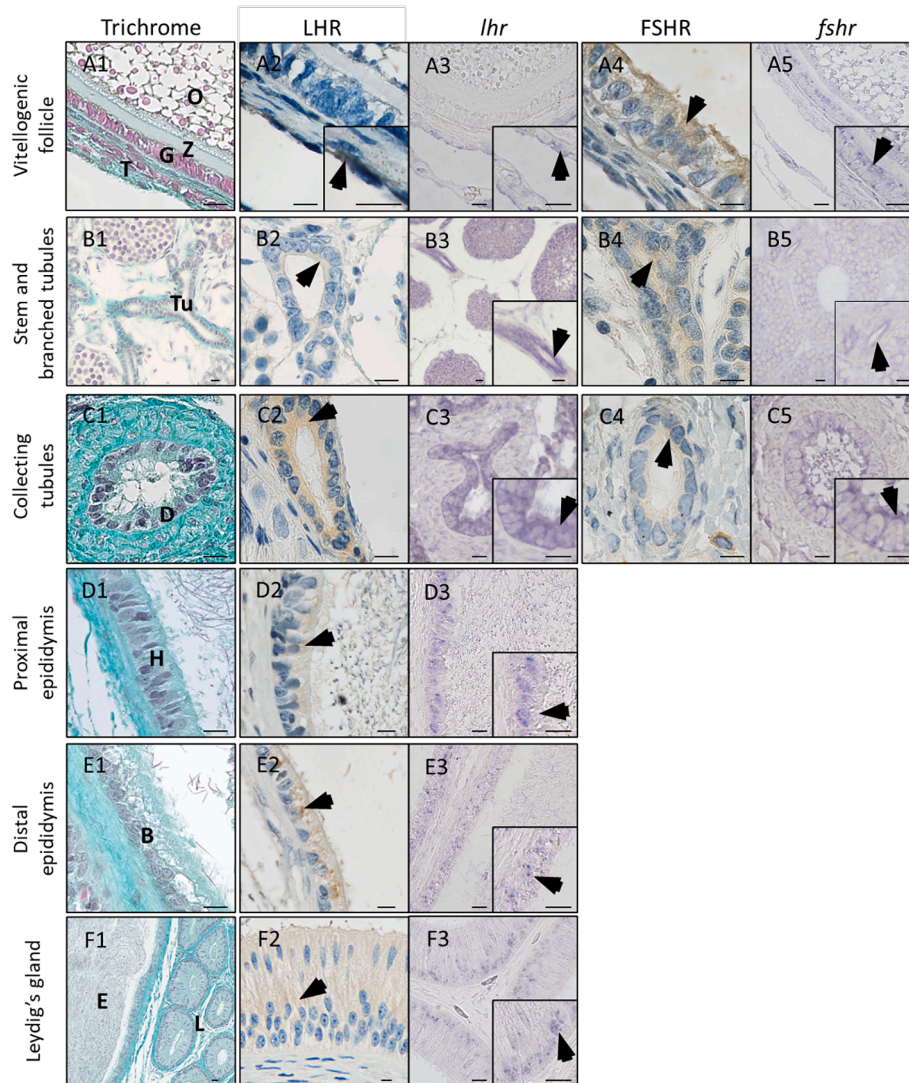 Trichrome LHR lhr FSHR fshr
Vitellogenic
follicle
A1 A2 A3 A4 A5
O
Z
G
T
Stem and
branched tubules
B1 B2 B3 B4 B5
Tu
Collecting
tubules
C1 C2 C3 C4 C5
D
Proximal
epididymis
D1 D2 D3
H
Distal
epididymis
E1 E2 E3
B
Leydig's gland
F1 F2 F3
E
L